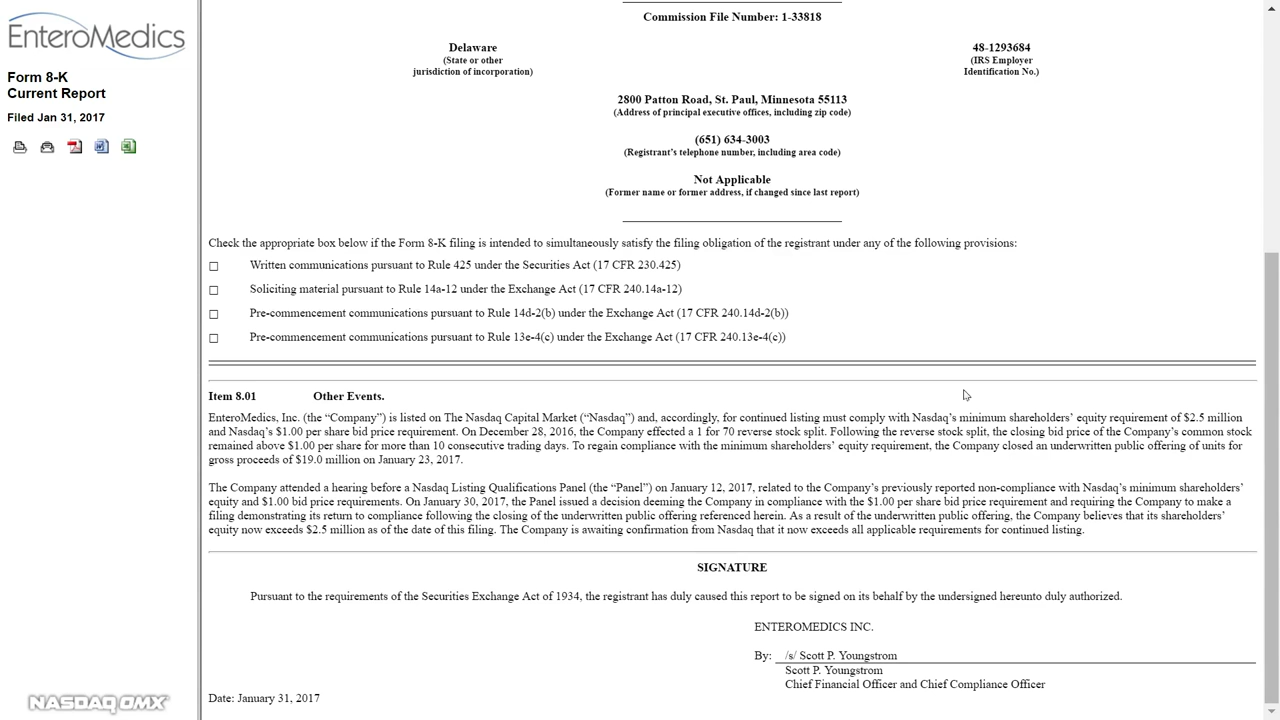 EnteroMedics
Form 8-K
Current Report
Filed Jan 31, 2017
Commission File Number: 1-33818
Delaware
(State or other
jurisdiction of incorporation)
48-1293684
(IRS Employer
Identification No.)
2800 Patton Road, St. Paul, Minnesota 55113
(Address of principal executive offices, including zip code)
(651) 634-3003
(Registrant's telephone number, including area code)
Not Applicable
(Former name or former address, if changed since last report)
Check the appropriate box below if the Form 8-K filing is intended to simultaneously satisfy the filing obligation of the registrant under any of the following provisions:
☐ Written communications pursuant to Rule 425 under the Securities Act (17 CFR 230.425)
☐ Soliciting material pursuant to Rule 14a-12 under the Exchange Act (17 CFR 240.14a-12)
☐ Pre-commencement communications pursuant to Rule 14d-2(b) under the Exchange Act (17 CFR 240.14d-2(b))
☐ Pre-commencement communications pursuant to Rule 13e-4(c) under the Exchange Act (17 CFR 240.13e-4(c))
Item 8.01 Other Events.
EnteroMedics, Inc. (the “Company”) is listed on The Nasdaq Capital Market (“Nasdaq”) and, accordingly, for continued listing must comply with Nasdaq’s minimum shareholders’ equity requirement of $2.5 million
and Nasdaq’s $1.00 per share bid price requirement. On December 28, 2016, the Company effected a 1 for 70 reverse stock split. Following the reverse stock split, the closing bid price of the Company’s common stock
remained above $1.00 per share for more than 10 consecutive trading days. To regain compliance with the minimum shareholders’ equity requirement, the Company closed an underwritten public offering of units for
gross proceeds of $19.0 million on January 23, 2017.
The Company attended a hearing before a Nasdaq Listing Qualifications Panel (the “Panel”) on January 12, 2017, related to the Company’s previously reported non-compliance with Nasdaq’s minimum shareholders’
equity and $1.00 bid price requirements. On January 30, 2017, the Panel issued a decision deeming the Company in compliance with the $1.00 per share bid price requirement and requiring the Company to make a
filing demonstrating its return to compliance following the closing of the underwritten public offering referenced herein. As a result of the underwritten public offering, the Company believes that its shareholders’
equity now exceeds $2.5 million as of the date of this filing. The Company is awaiting confirmation from Nasdaq that it now exceeds all applicable requirements for continued listing.
SIGNATURE
Pursuant to the requirements of the Securities Exchange Act of 1934, the registrant has duly caused this report to be signed on its behalf by the undersigned hereunto duly authorized.
ENTEROMEDICS INC.
By: /s/ Scott P. Youngstrom
Scott P. Youngstrom
Chief Financial Officer and Chief Compliance Officer
Date: January 31, 2017
NASDAQ OMX